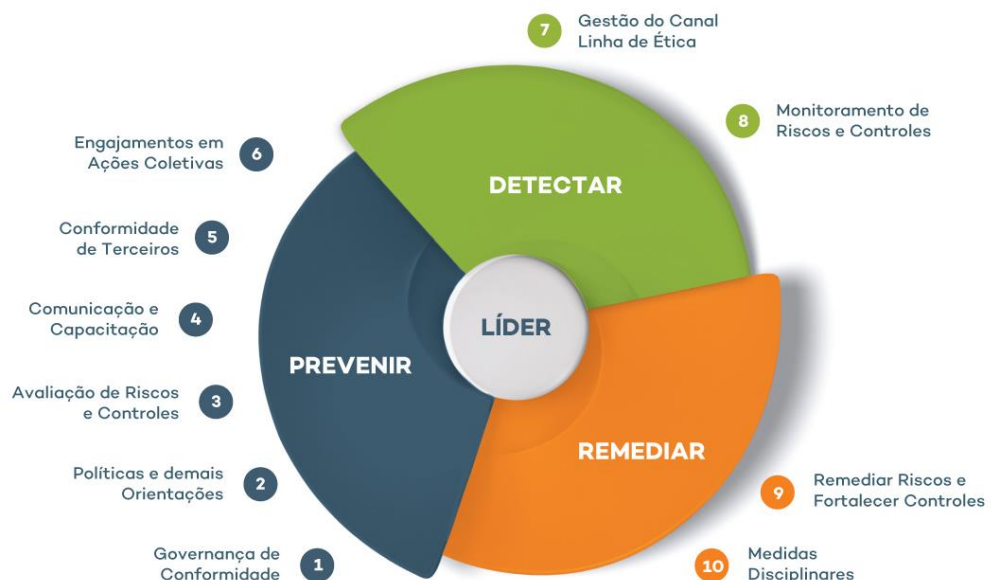 7
Gestão do Canal
Linha de Ética
8
Monitoramento de
Riscos e Controles
Engajamentos em
Ações Coletivas
6
DETECTAR
Conformidade
de Terceiros
5
Comunicação e
Capacitação
4
LÍDER
PREVENIR
Avaliação de Riscos
e Controles
3
REMEDIAR
Políticas e demais
Orientações
2
9
Remediar Riscos e
Fortalecer Controles
Governança de
Conformidade
1
10
Medidas
Disciplinares